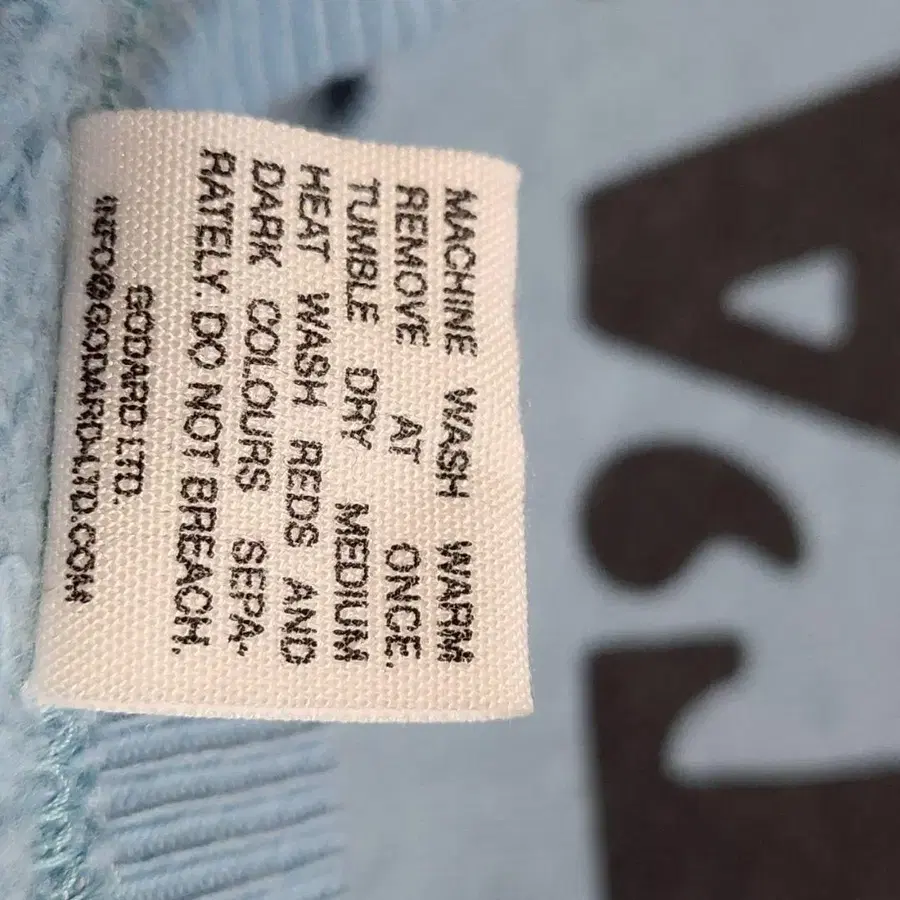 MACHINE WASH WARM
REMOVE AT ONCE.
TUMBLE DRY MEDIUM
HEAT WASH REDS AND
DARK COLOURS SEPA-
RATELY. DO NOT BREACH.
GODARD LTD.
INFO@GODARD-LTD.COM